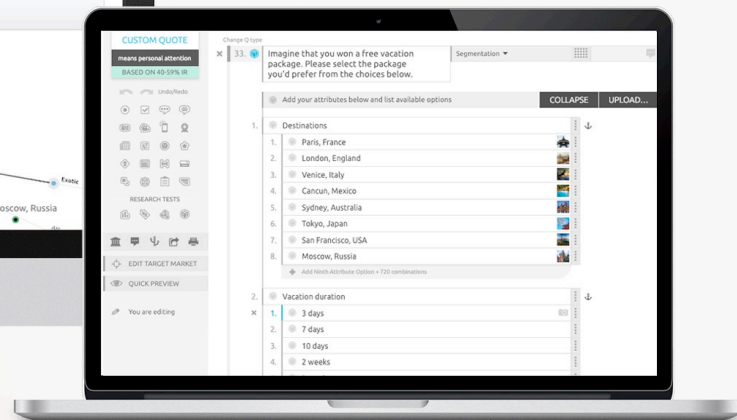 Change Q type
CUSTOM QUOTE
means personal attention
BASED ON 40-59% IR
Undo/Redo
RESEARCH TESTS
EDIT TARGET MARKET
QUICK PREVIEW
You are editing
33.
Imagine that you won a free vacation
package. Please select the package
you'd prefer from the choices below.
Segmentation
Add your attributes below and list available options
COLLAPSE
UPLOAD...
1. Destinations
1. Paris, France
2. London, England
3. Venice, Italy
4. Cancun, Mexico
5. Sydney, Australia
6. Tokyo, Japan
7. San Francisco, USA
8. Moscow, Russia
Add Ninth Attribute Option + 720 combinations
2. Vacation duration
1. 3 days
2. 7 days
3. 10 days
4. 2 weeks
Exotic
oscow, Russia